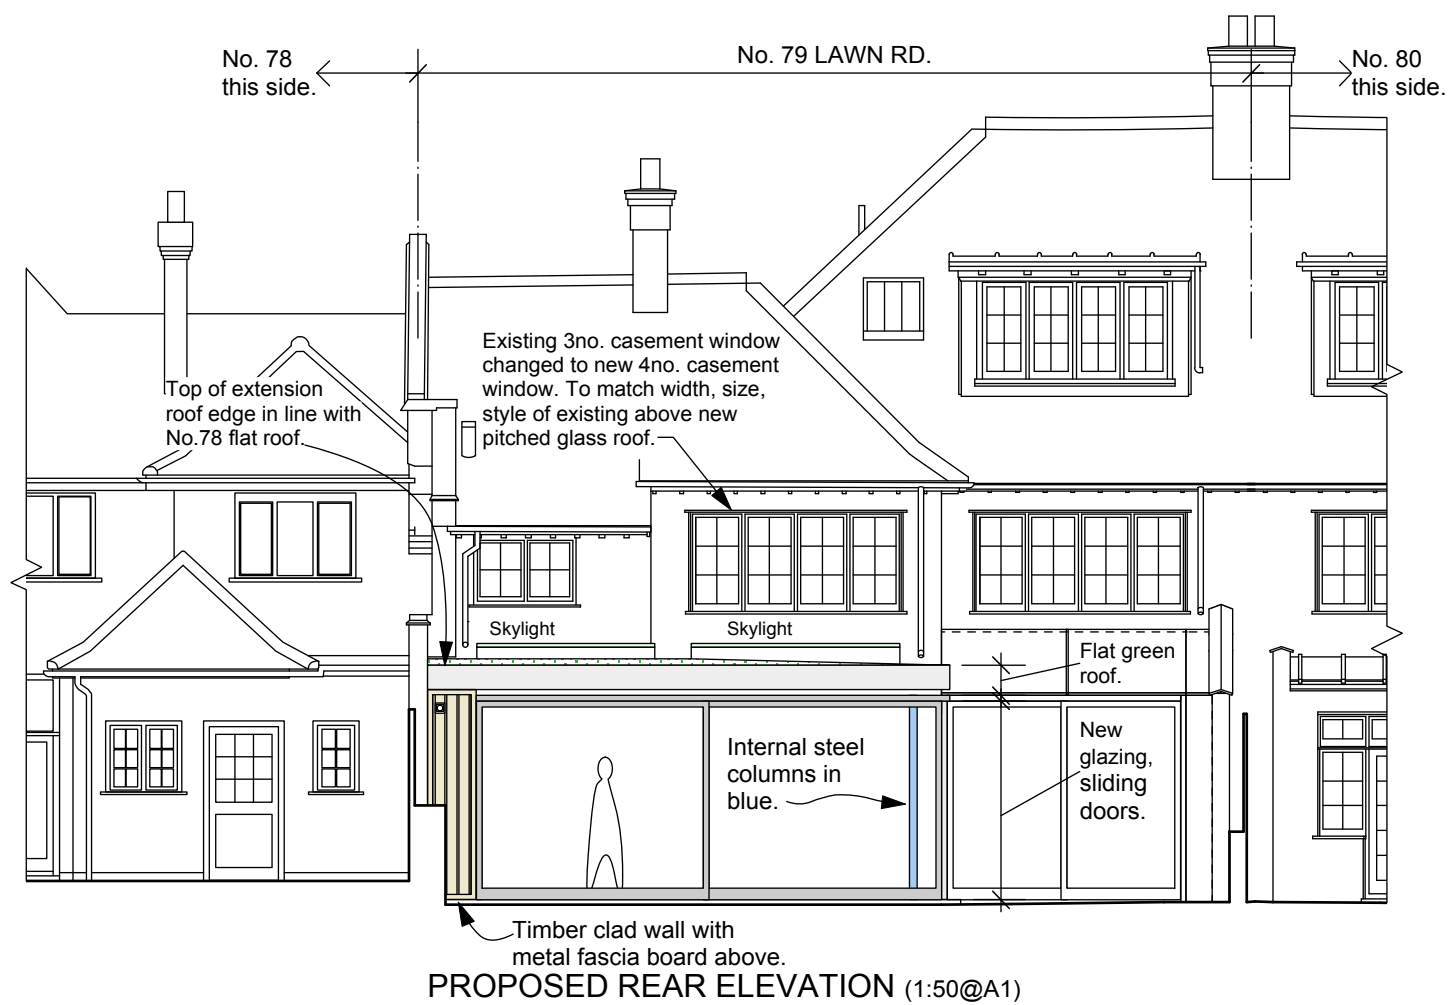 No. 78
this side.
No. 79 LAWN RD.
No. 80
this side.
Existing 3no. casement window
changed to new 4no. casement
window. To match width, size,
style of existing above new
pitched glass roof.
Top of extension
roof edge in line with
No.78 flat roof.
Skylight
Skylight
Flat green
roof.
New
glazing,
sliding
doors.
Internal steel
columns in
blue.
Timber clad wall with
metal fascia board above.
PROPOSED REAR ELEVATION (1:50@A1)